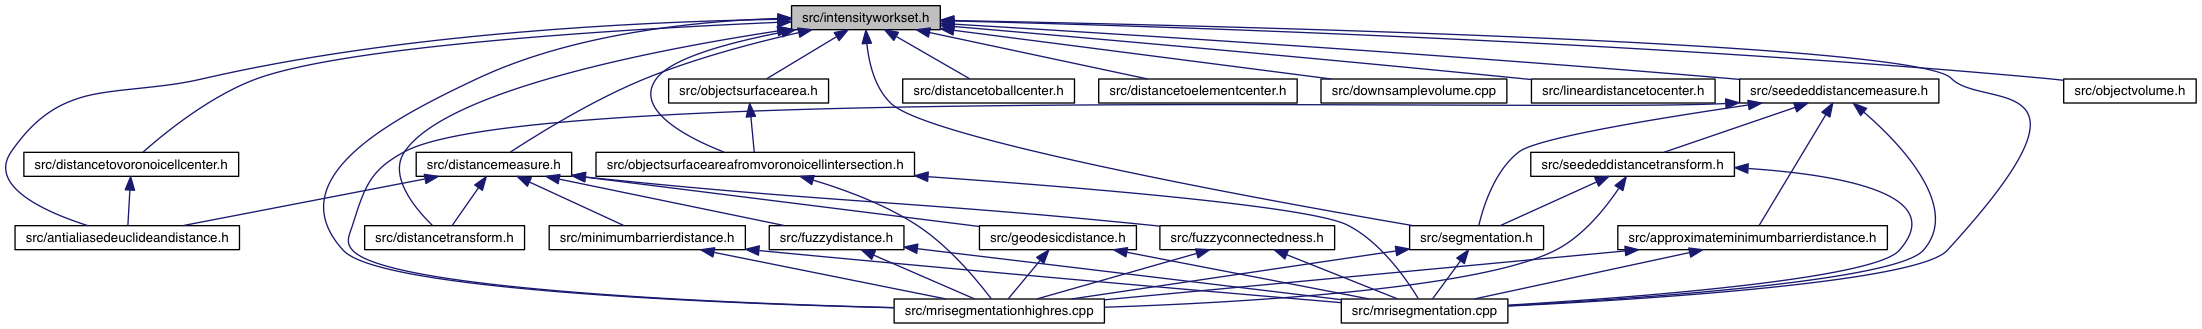 src/intensityworkset.h
src/objectsurfacearea.h
src/distancetoballcenter.h
src/distancetoelementcenter.h
src/downsamplevolume.cpp
src/lineardistancetocenter.h
src/seededdistancemeasure.h
src/objectvolume.h
src/distancetovoronoicellcenter.h
src/distancemeasure.h
src/objectsurfaceareafromvoronoicellintersection.h
src/seededdistancetransform.h
src/antialiasedeuclideandistance.h
src/distancetransform.h
src/minimumbarrierdistance.h
src/fuzzydistance.h
src/geodesicdistance.h
src/fuzzyconnectedness.h
src/segmentation.h
src/approximateminimumbarrierdistance.h
src/mrisegmentationhighres.cpp
src/mrisegmentation.cpp